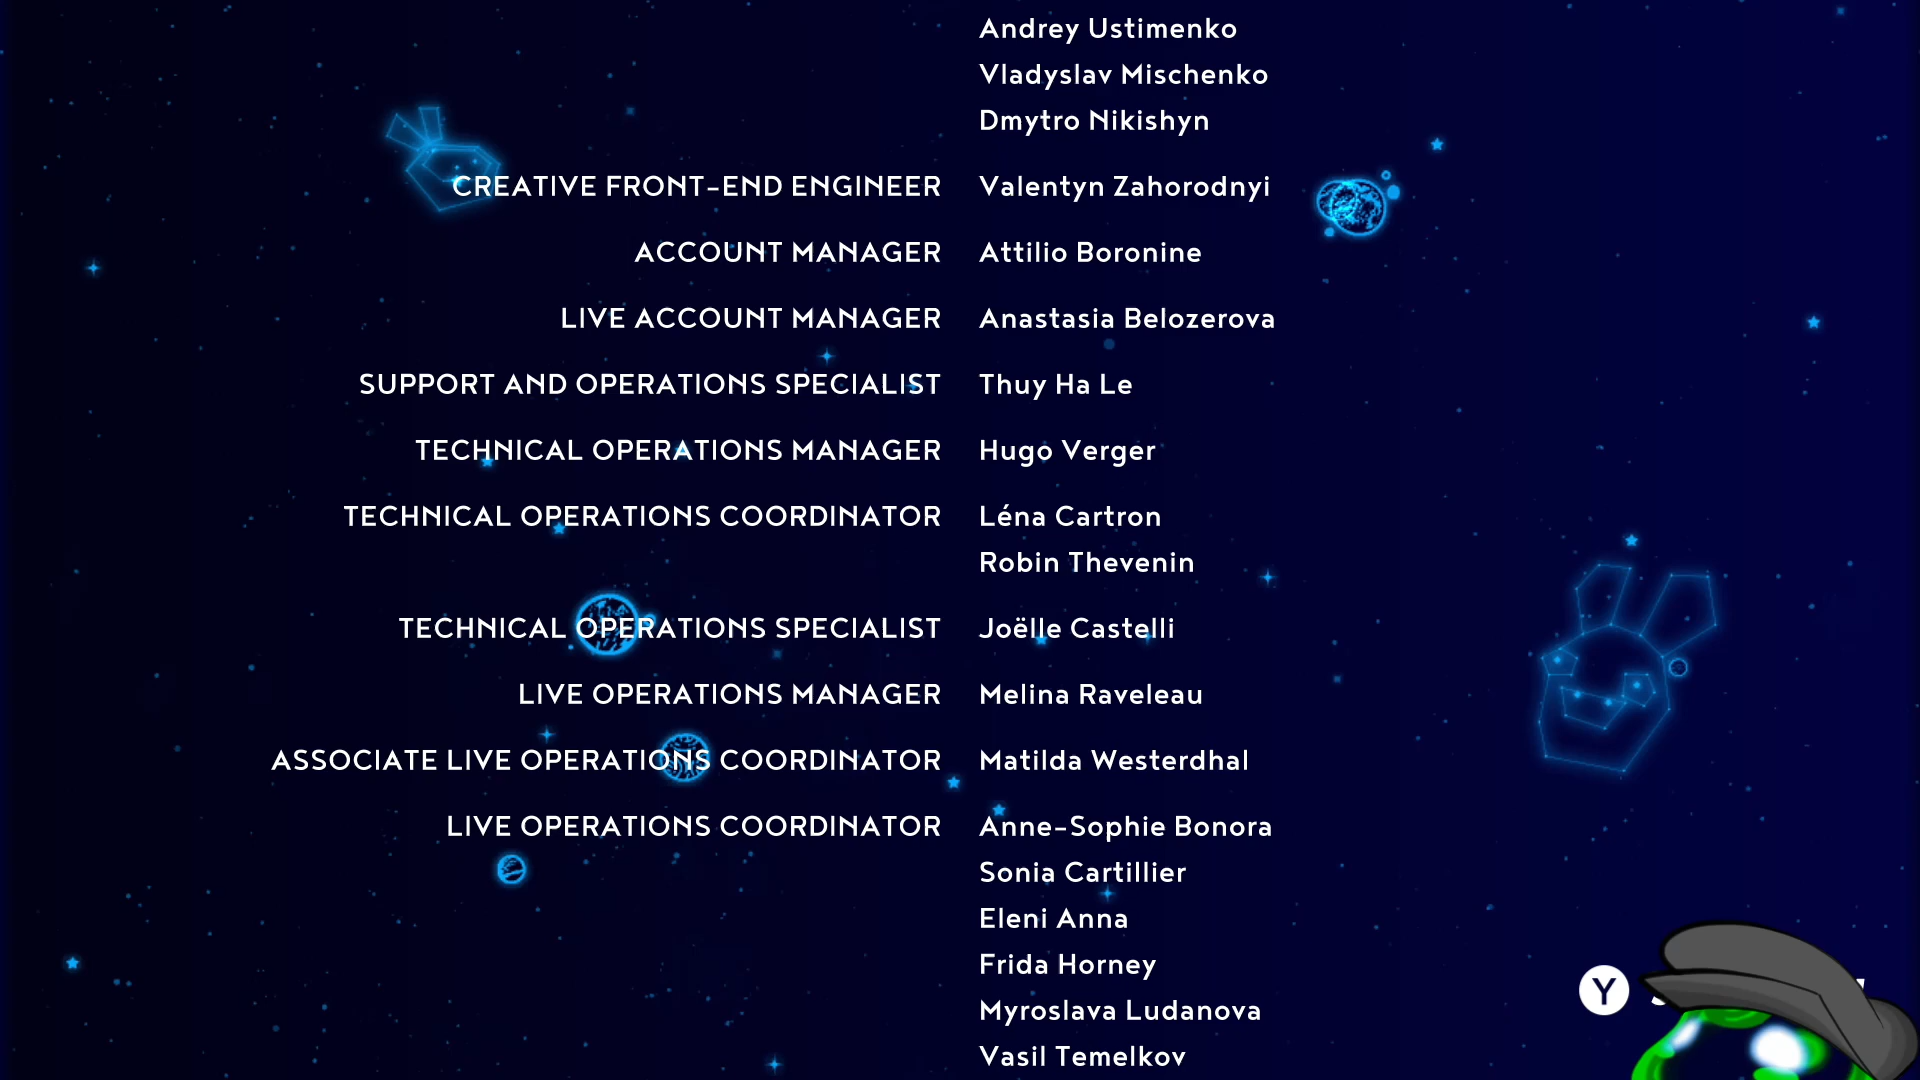 Andrey Ustimenko
Vladyslav Mischenko
Dmytro Nikishyn
CREATIVE FRONT-END ENGINEER Valentyn Zahorodnyi
ACCOUNT MANAGER Attilio Boronine
LIVE ACCOUNT MANAGER Anastasia Belozerova
SUPPORT AND OPERATIONS SPECIALIST Thuy Ha Le
TECHNICAL OPERATIONS MANAGER Hugo Verger
TECHNICAL OPERATIONS COORDINATOR Léna Cartron
Robin Thevenin
TECHNICAL OPERATIONS SPECIALIST Joëlle Castelli
LIVE OPERATIONS MANAGER Melina Raveleau
ASSOCIATE LIVE OPERATIONS COORDINATOR Matilda Westerdhal
LIVE OPERATIONS COORDINATOR Anne-Sophie Bonora
Sonia Cartillier
Eleni Anna
Frida Horney
Myroslava Ludanova
Vasil Temelkov
Y